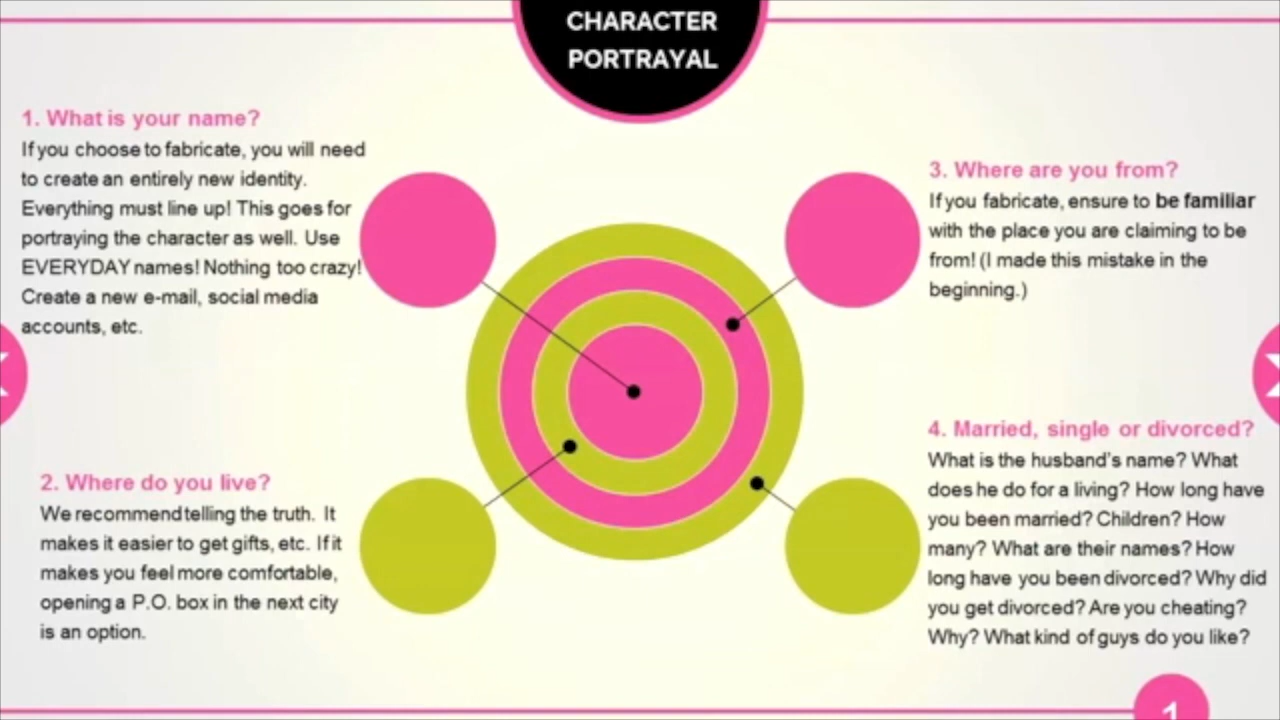 CHARACTER
PORTRAYAL
1. What is your name?
If you choose to fabricate, you will need
to create an entirely new identity.
Everything must line up! This goes for
portraying the character as well. Use
EVERYDAY names! Nothing too crazy!
Create a new e-mail, social media
accounts, etc.
2. Where do you live?
We recommend telling the truth. It
makes it easier to get gifts, etc. If it
makes you feel more comfortable,
opening a P.O. box in the next city
is an option.
3. Where are you from?
If you fabricate, ensure to be familiar
with the place you are claiming to be
from! (I made this mistake in the
beginning.)
4. Married, single or divorced?
What is the husband's name? What
does he do for a living? How long have
you been married? Children? How
many? What are their names? How
long have you been divorced? Why did
you get divorced? Are you cheating?
Why? What kind of guys do you like?
1